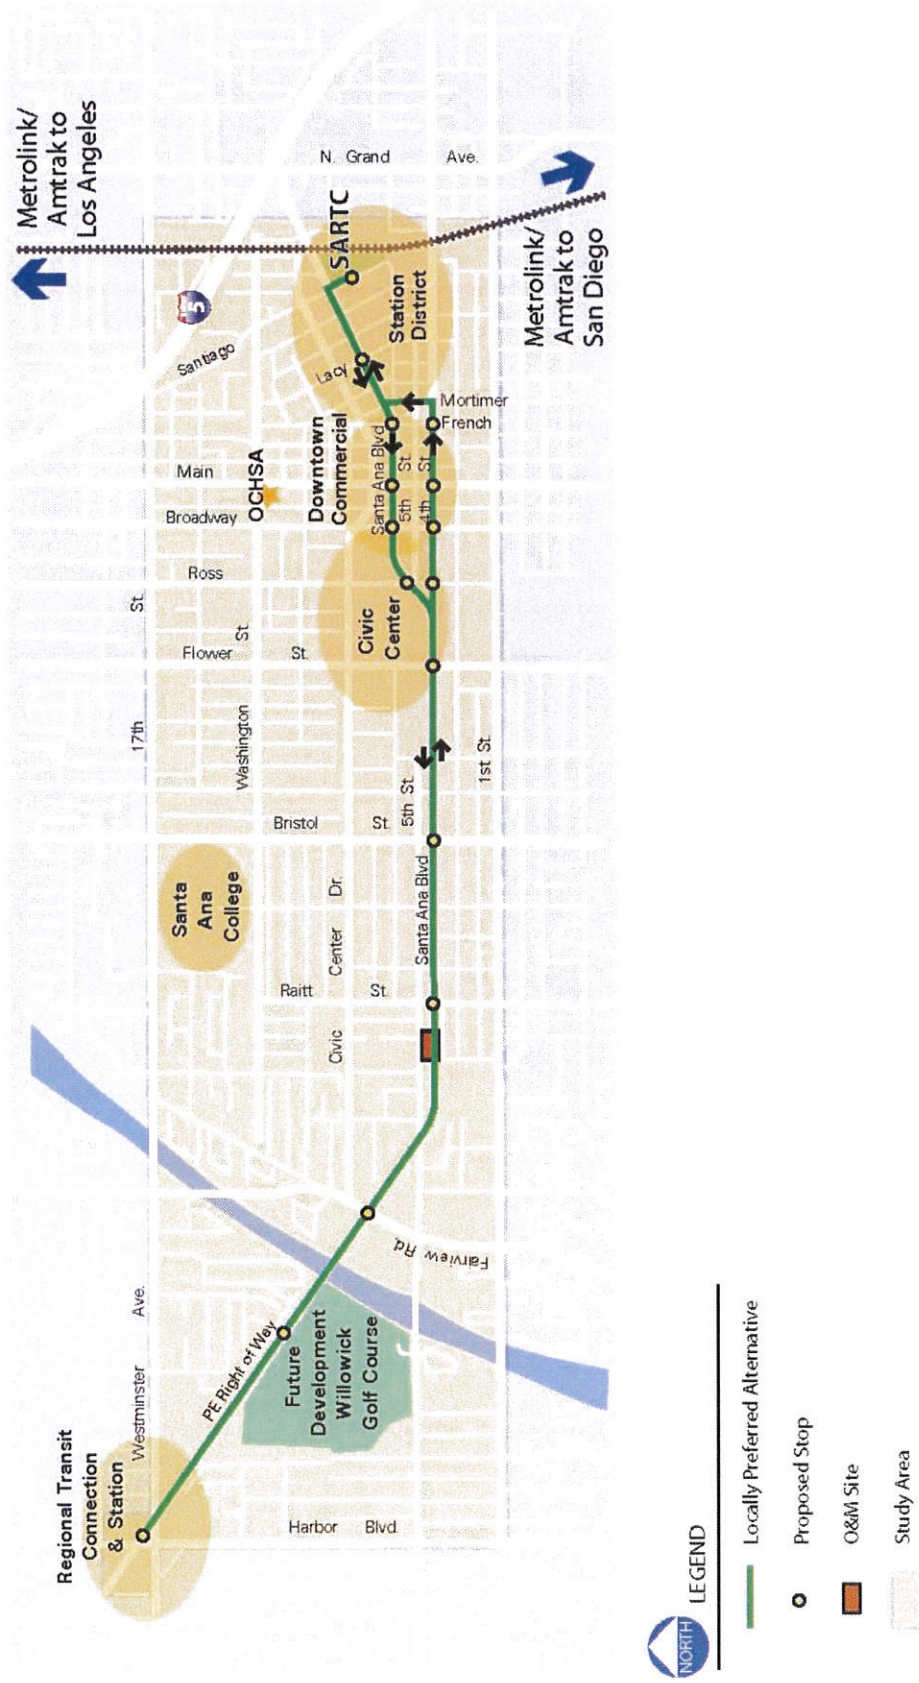 Metrolink/
Amtrak to
Los Angeles
N. Grand Ave.
SARTC
5
Santiago
Station
District
Metrolink/
Amtrak to
San Diego
Lacy
Mortimer
French
Main
OCHSA
Broadway
Downtown
Commercial
Santa Ana Blvd
5th St.
4th St.
Ross
Civic
Center
17th St.
Flower St.
Washington St.
1st St.
5th St.
Bristol St.
Santa
Ana
College
Civic Center Dr.
Santa Ana Blvd
Raitt St.
Fairview Rd.
Westminster Ave.
PE Right of Way
Future
Development
Willowick
Golf Course
Regional Transit
Connection
& Station
Harbor Blvd.
NORTH
LEGEND
Locally Preferred Alternative
Proposed Stop
O&M Site
Study Area